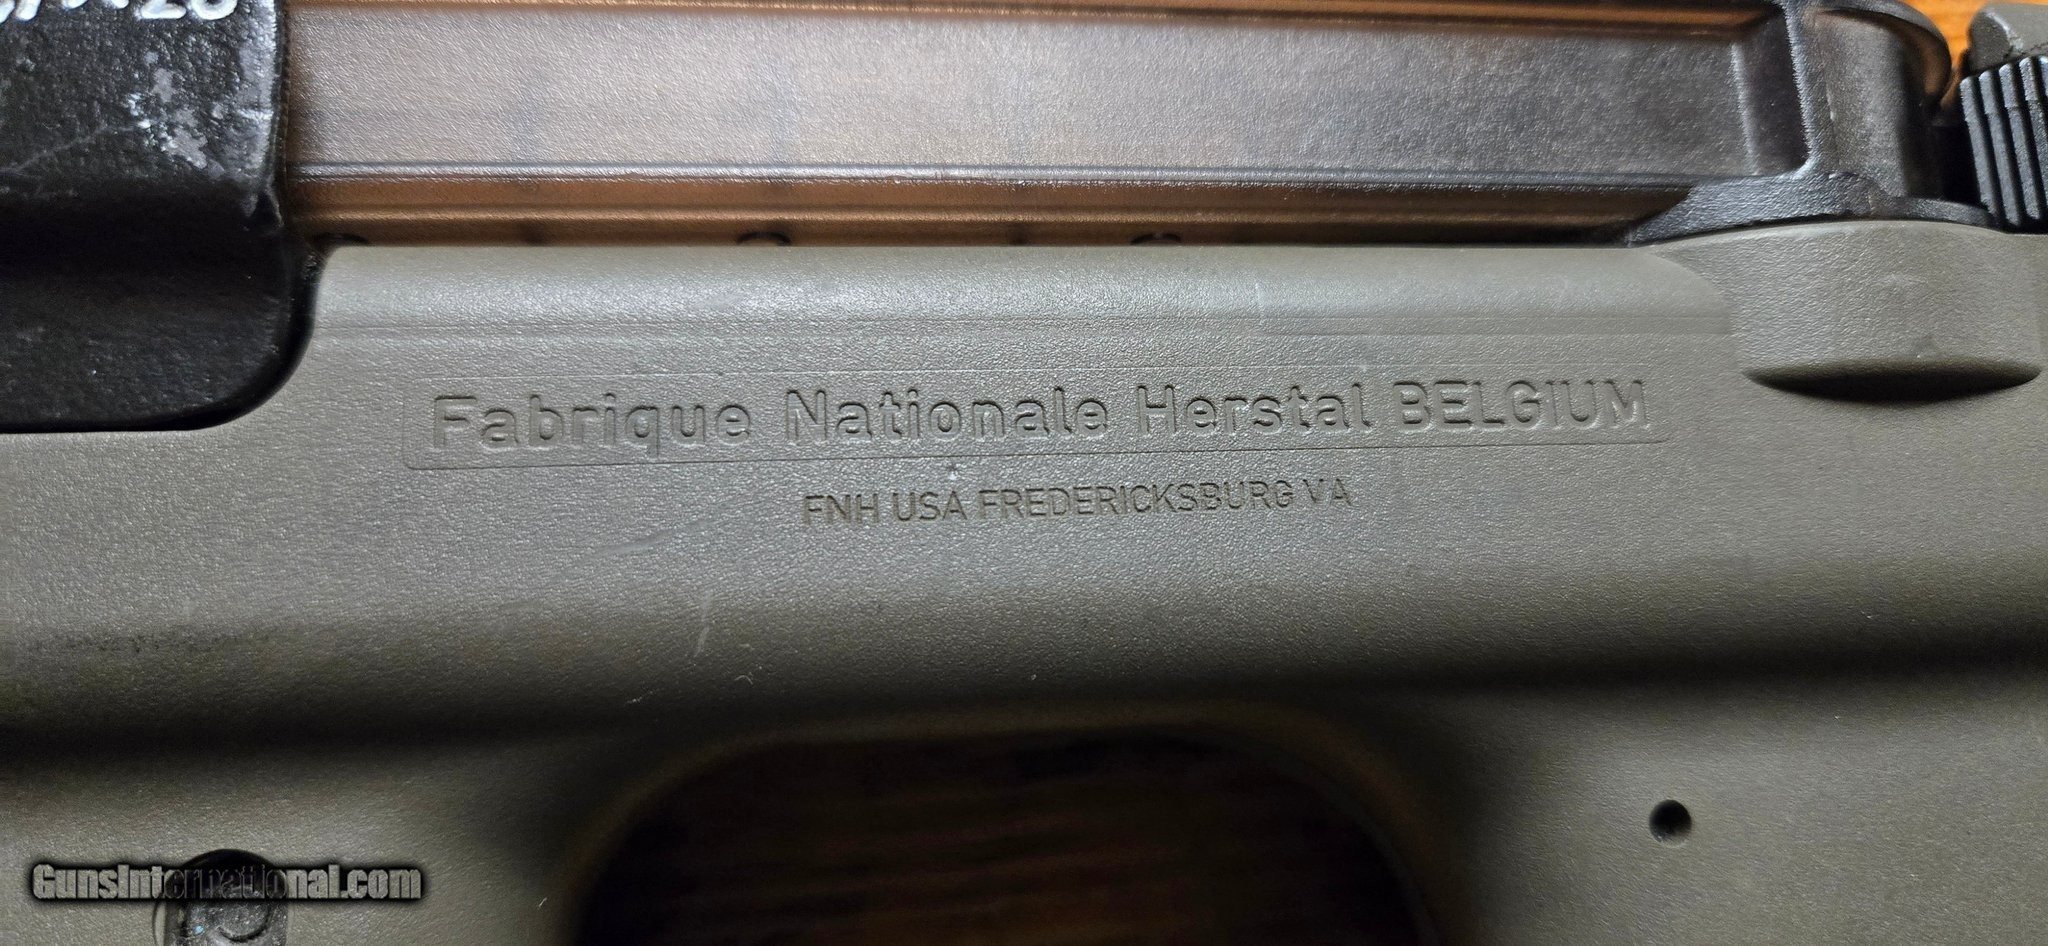 Fabrique Nationale Herstal BELGIUM
FNH USA FREDERICKSBURG VA
GunsInternational.com